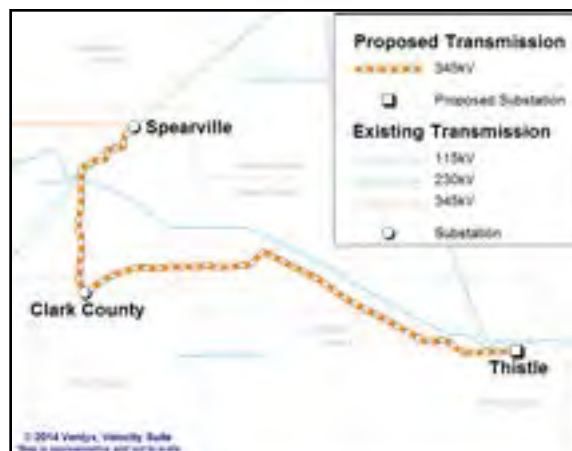 Proposed Transmission
345kV
Proposed Substation
Spearville
Existing Transmission
115kV
230kV
345kV
Substation
Clark County
Thistle
© 2014 Ventyx, Velocity Suite